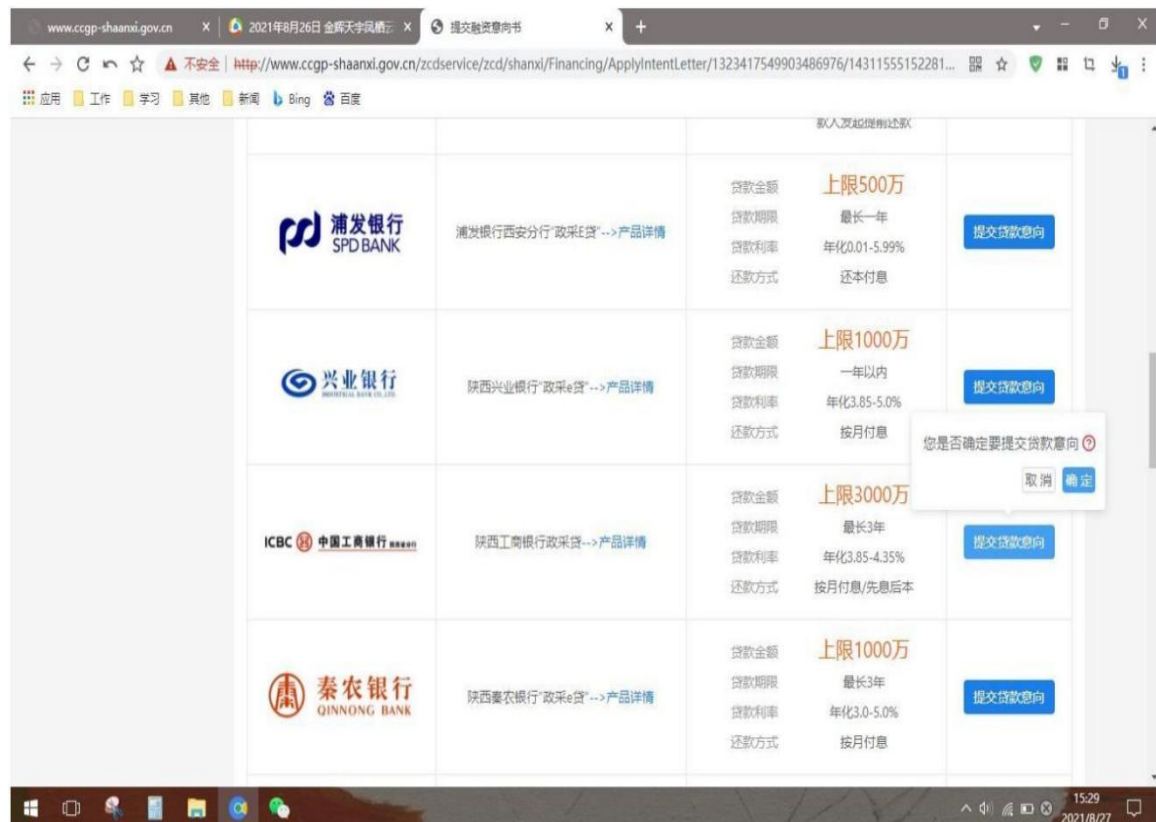 www.ccgp-shaanxi.gov.cn
2021年8月26日 金辉天宇凤栖云
提交融资意向书
不安全 | http://www.ccgp-shaanxi.gov.cn/zcdservice/zcd/shanxi/Financing/ApplyIntentLetter/1323417549903486976/14311555152281...
应用 工作 学习 其他 新闻 Bing 百度
款人发起提前还款
浦发银行
SPD BANK
浦发银行西安分行"政采E贷"-->产品详情
贷款金额 上限500万
贷款期限 最长一年
贷款利率 年化0.01-5.99%
还款方式 还本付息
提交贷款意向
兴业银行
INDUSTRIAL BANK CO.,LTD.
陕西兴业银行"政采e贷"-->产品详情
贷款金额 上限1000万
贷款期限 一年以内
贷款利率 年化3.85-5.0%
还款方式 按月付息
提交贷款意向
您是否确定要提交贷款意向
取消 确定
ICBC 中国工商银行
陕西工商银行政采贷-->产品详情
贷款金额 上限3000万
贷款期限 最长3年
贷款利率 年化3.85-4.35%
还款方式 按月付息/先息后本
提交贷款意向
秦农银行
QINNONG BANK
陕西秦农银行"政采e贷"-->产品详情
贷款金额 上限1000万
贷款期限 最长3年
贷款利率 年化3.0-5.0%
还款方式 按月付息
提交贷款意向
15:29
2021/8/27